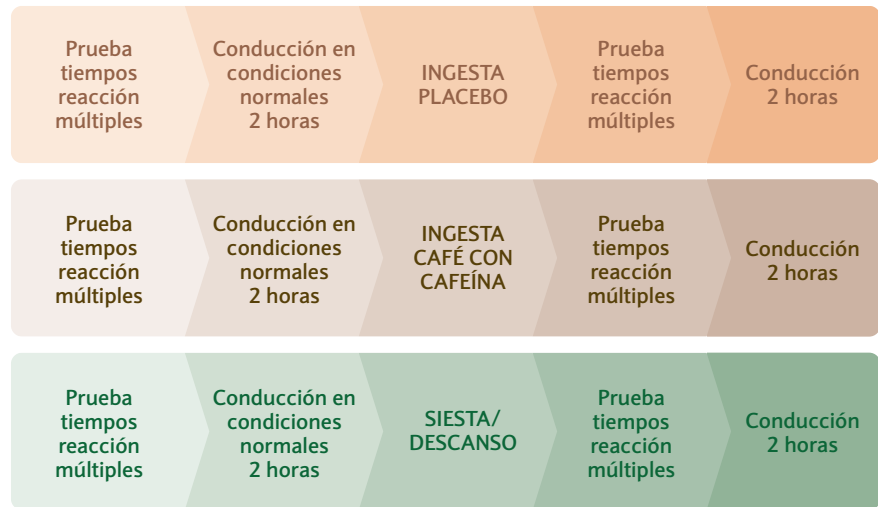 Prueba
tiempos
reacción
múltiples
Conducción en
condiciones
normales
2 horas
INGESTA
PLACEBO
Prueba
tiempos
reacción
múltiples
Conducción
2 horas
Prueba
tiempos
reacción
múltiples
Conducción en
condiciones
normales
2 horas
INGESTA
CAFÉ CON
CAFEÍNA
Prueba
tiempos
reacción
múltiples
Conducción
2 horas
Prueba
tiempos
reacción
múltiples
Conducción en
condiciones
normales
2 horas
SIESTA/
DESCANSO
Prueba
tiempos
reacción
múltiples
Conducción
2 horas